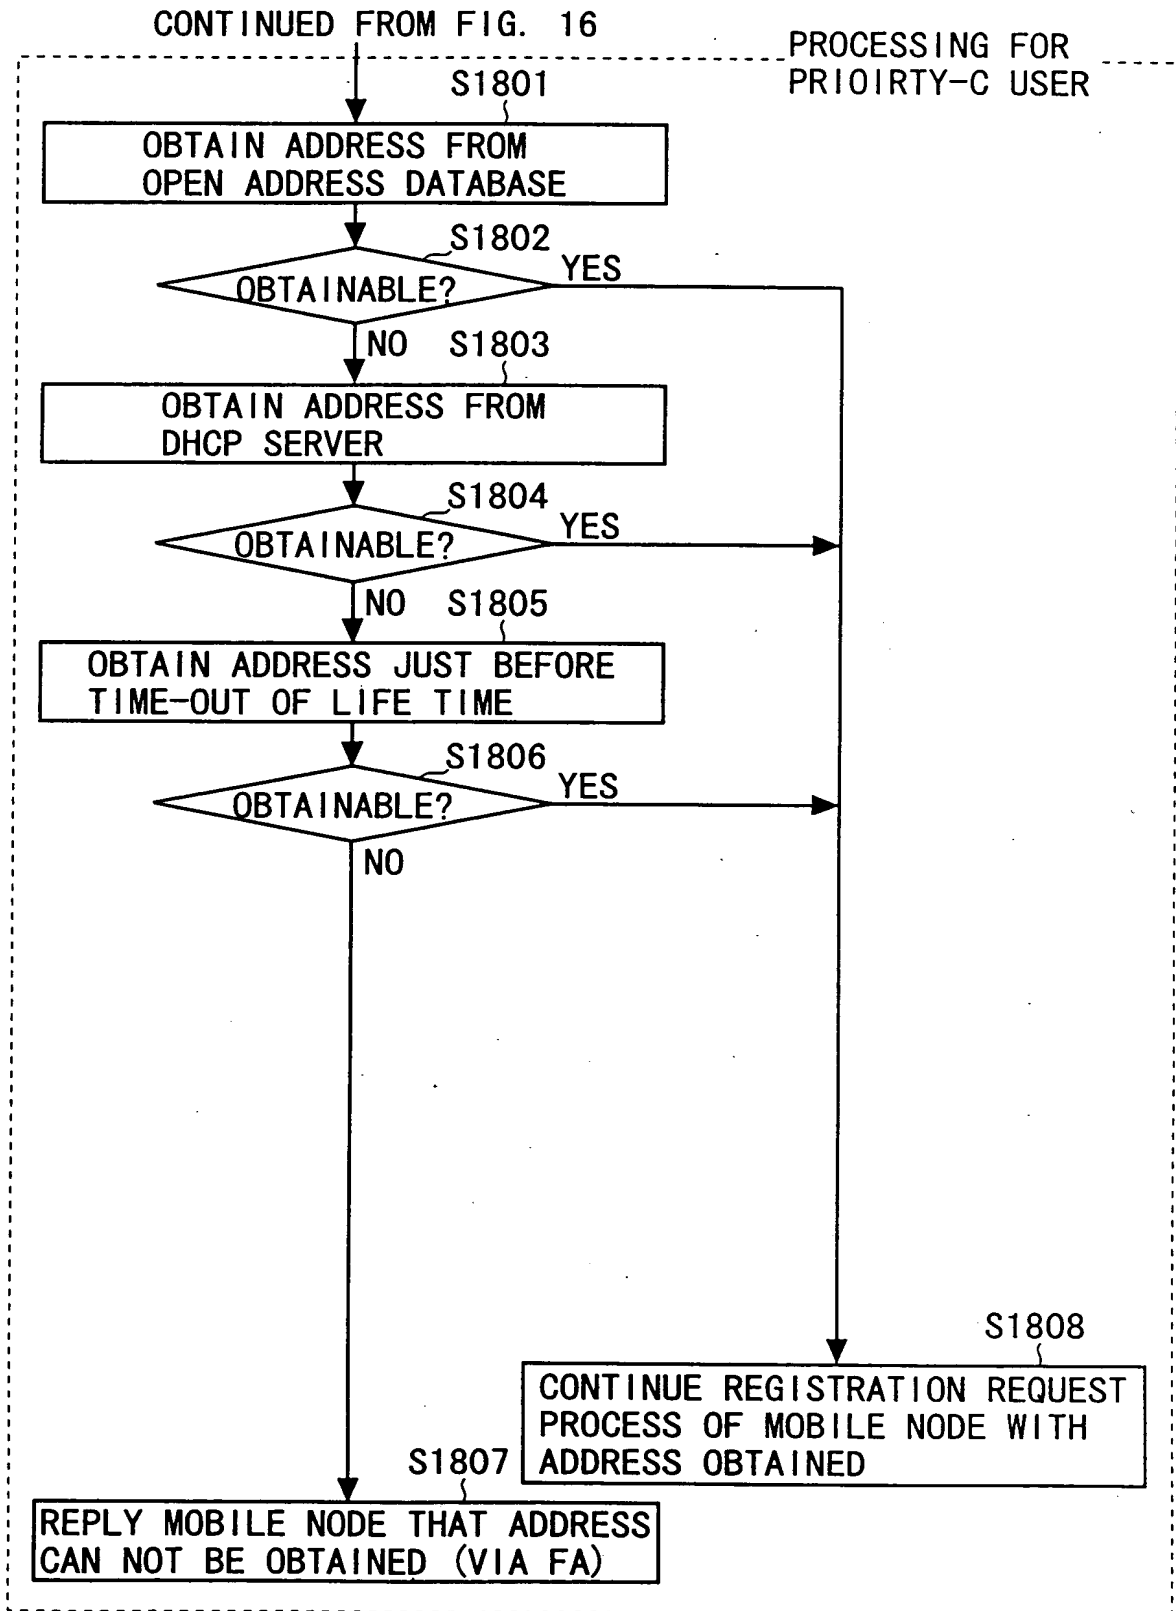 CONTINUED FROM FIG. 16
PROCESSING FOR
PRIOIRTY-C USER
S1801
OBTAIN ADDRESS FROM
OPEN ADDRESS DATABASE
S1802
OBTAINABLE?
YES
NO
S1803
OBTAIN ADDRESS FROM
DHCP SERVER
S1804
OBTAINABLE?
YES
NO
S1805
OBTAIN ADDRESS JUST BEFORE
TIME-OUT OF LIFE TIME
S1806
OBTAINABLE?
YES
NO
S1808
CONTINUE REGISTRATION REQUEST
PROCESS OF MOBILE NODE WITH
ADDRESS OBTAINED
S1807
REPLY MOBILE NODE THAT ADDRESS
CAN NOT BE OBTAINED (VIA FA)